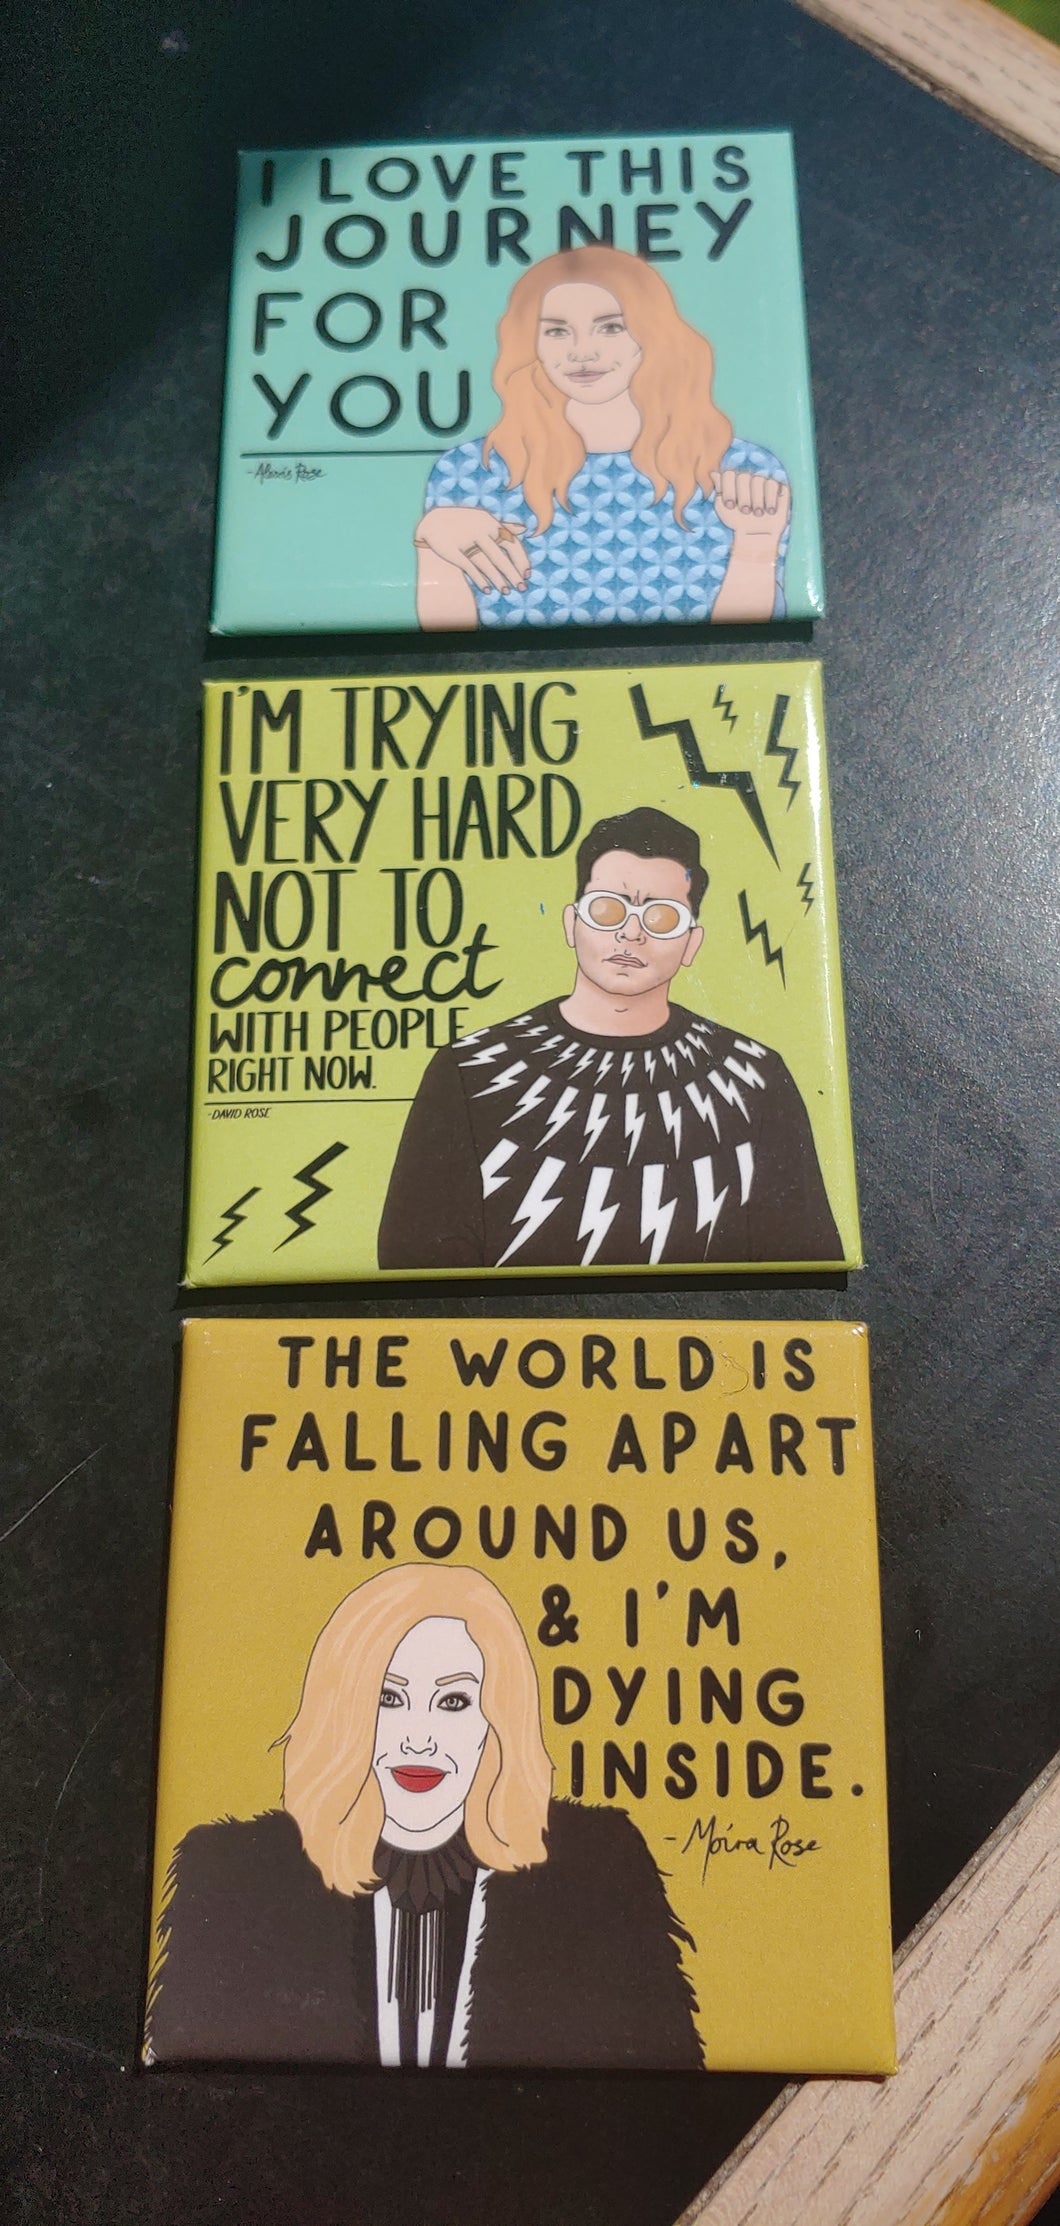 I LOVE THIS
JOURNEY
FOR
YOU
-Alexis Rose
I'M TRYING
VERY HARD
NOT TO
connect
WITH PEOPLE
RIGHT NOW.
-DAVID ROSE
THE WORLD IS
FALLING APART
AROUND US,
& I'M
DYING
INSIDE.
-Moira Rose